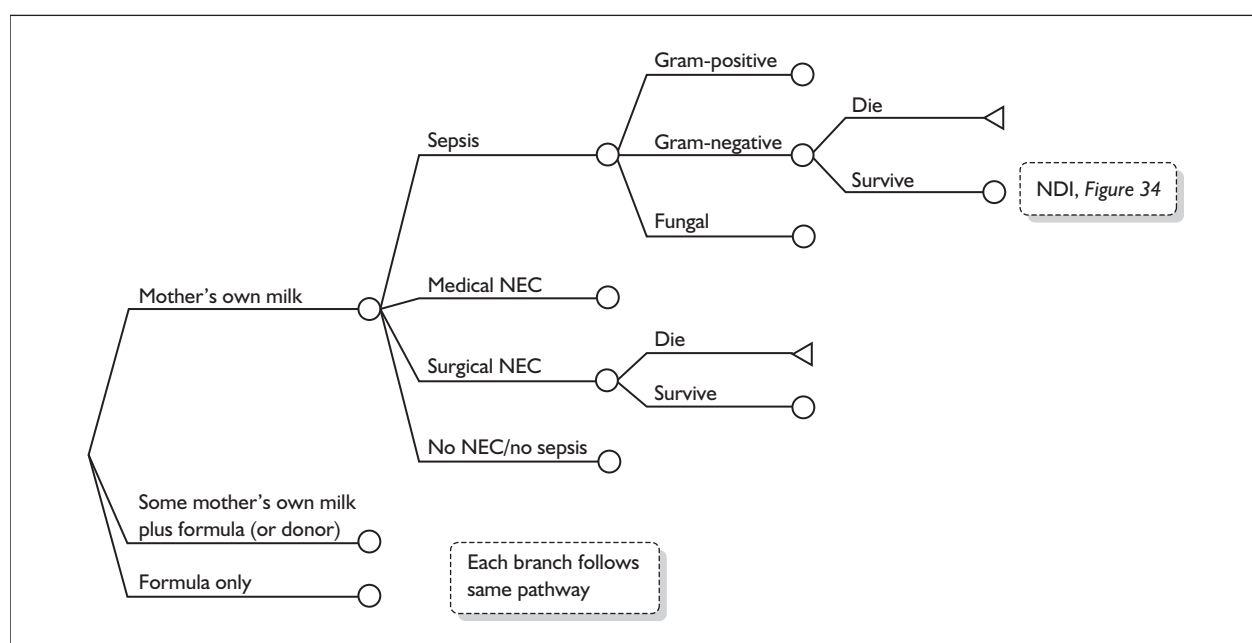 Gram-positive
Die
Sepsis
Gram-negative
Survive
NDI, Figure 34
Fungal
Medical NEC
Mother’s own milk
Die
Surgical NEC
Survive
No NEC/no sepsis
Some mother’s own milk
plus formula (or donor)
Each branch follows
same pathway
Formula only